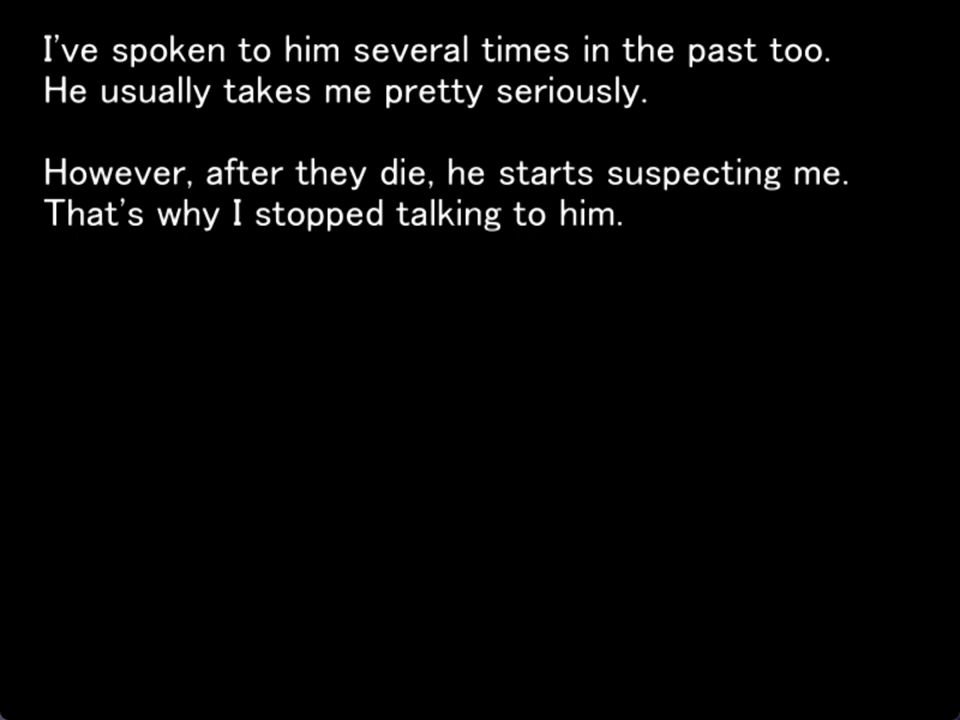 I've spoken to him several times in the past too.
He usually takes me pretty seriously.
However, after they die, he starts suspecting me.
That's why I stopped talking to him.